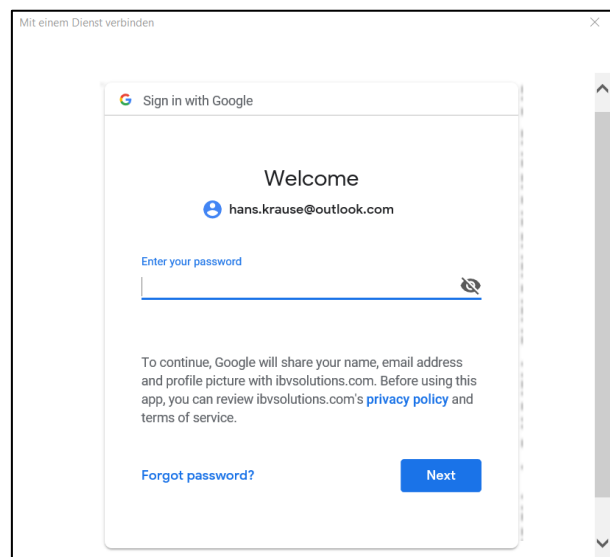 Mit einem Dienst verbinden
Sign in with Google
Welcome
hans.krause@outlook.com
Enter your password
To continue, Google will share your name, email address
and profile picture with ibvsolutions.com. Before using this
app, you can review ibvsolutions.com's privacy policy and
terms of service.
Forgot password?
Next